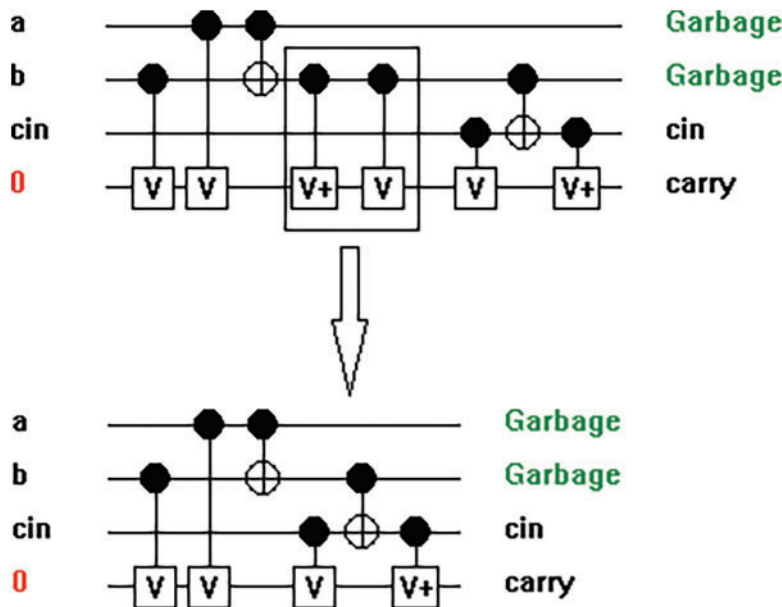 a Garbage
b Garbage
cin cin
0 V V V+ V V V+ carry
a Garbage
b Garbage
cin cin
0 V V V V+ carry